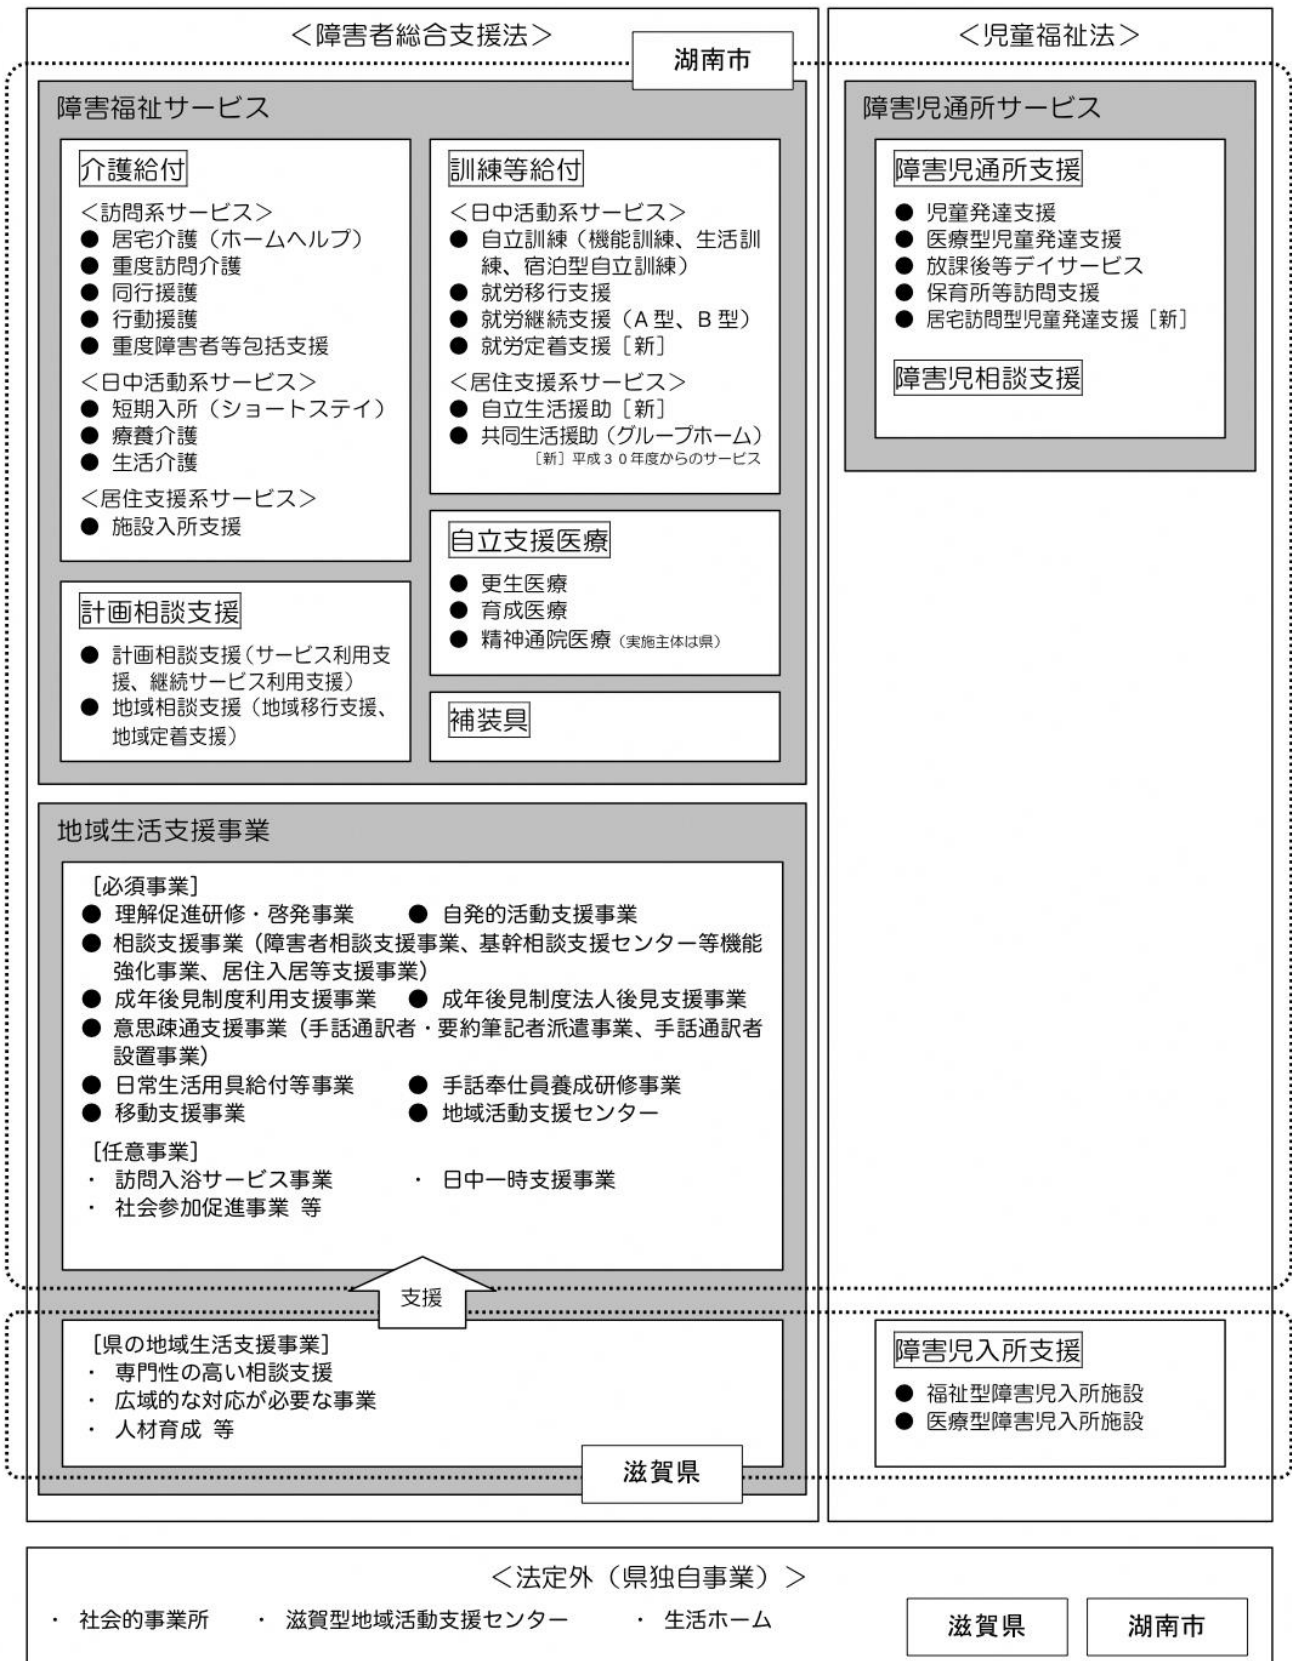 ＜障害者総合支援法＞
湖南市
障害福祉サービス
介護給付
＜訪問系サービス＞
● 居宅介護（ホームヘルプ）
● 重度訪問介護
● 同行援護
● 行動援護
● 重度障害者等包括支援
＜日中活動系サービス＞
● 短期入所（ショートステイ）
● 療養介護
● 生活介護
＜居住支援系サービス＞
● 施設入所支援
計画相談支援
● 計画相談支援（サービス利用支
援、継続サービス利用支援）
● 地域相談支援（地域移行支援、
地域定着支援）
訓練等給付
＜日中活動系サービス＞
● 自立訓練（機能訓練、生活訓
練、宿泊型自立訓練）
● 就労移行支援
● 就労継続支援（Ａ型、Ｂ型）
● 就労定着支援［新］
＜居住支援系サービス＞
● 自立生活援助［新］
● 共同生活援助（グループホーム）
［新］平成３０年度からのサービス
自立支援医療
● 更生医療
● 育成医療
● 精神通院医療（実施主体は県）
補装具
地域生活支援事業
［必須事業］
● 理解促進研修・啓発事業 ● 自発的活動支援事業
● 相談支援事業（障害者相談支援事業、基幹相談支援センター等機能
強化事業、居住入居等支援事業）
● 成年後見制度利用支援事業 ● 成年後見制度法人後見支援事業
● 意思疎通支援事業（手話通訳者・要約筆記者派遣事業、手話通訳者
設置事業）
● 日常生活用具給付等事業 ● 手話奉仕員養成研修事業
● 移動支援事業 ● 地域活動支援センター
［任意事業］
・ 訪問入浴サービス事業 ・ 日中一時支援事業
・ 社会参加促進事業 等
支援
［県の地域生活支援事業］
・ 専門性の高い相談支援
・ 広域的な対応が必要な事業
・ 人材育成 等
滋賀県
＜児童福祉法＞
障害児通所サービス
障害児通所支援
● 児童発達支援
● 医療型児童発達支援
● 放課後等デイサービス
● 保育所等訪問支援
● 居宅訪問型児童発達支援［新］
障害児相談支援
障害児入所支援
● 福祉型障害児入所施設
● 医療型障害児入所施設
＜法定外（県独自事業）＞
・ 社会的事業所 ・ 滋賀型地域活動支援センター ・ 生活ホーム
滋賀県 湖南市